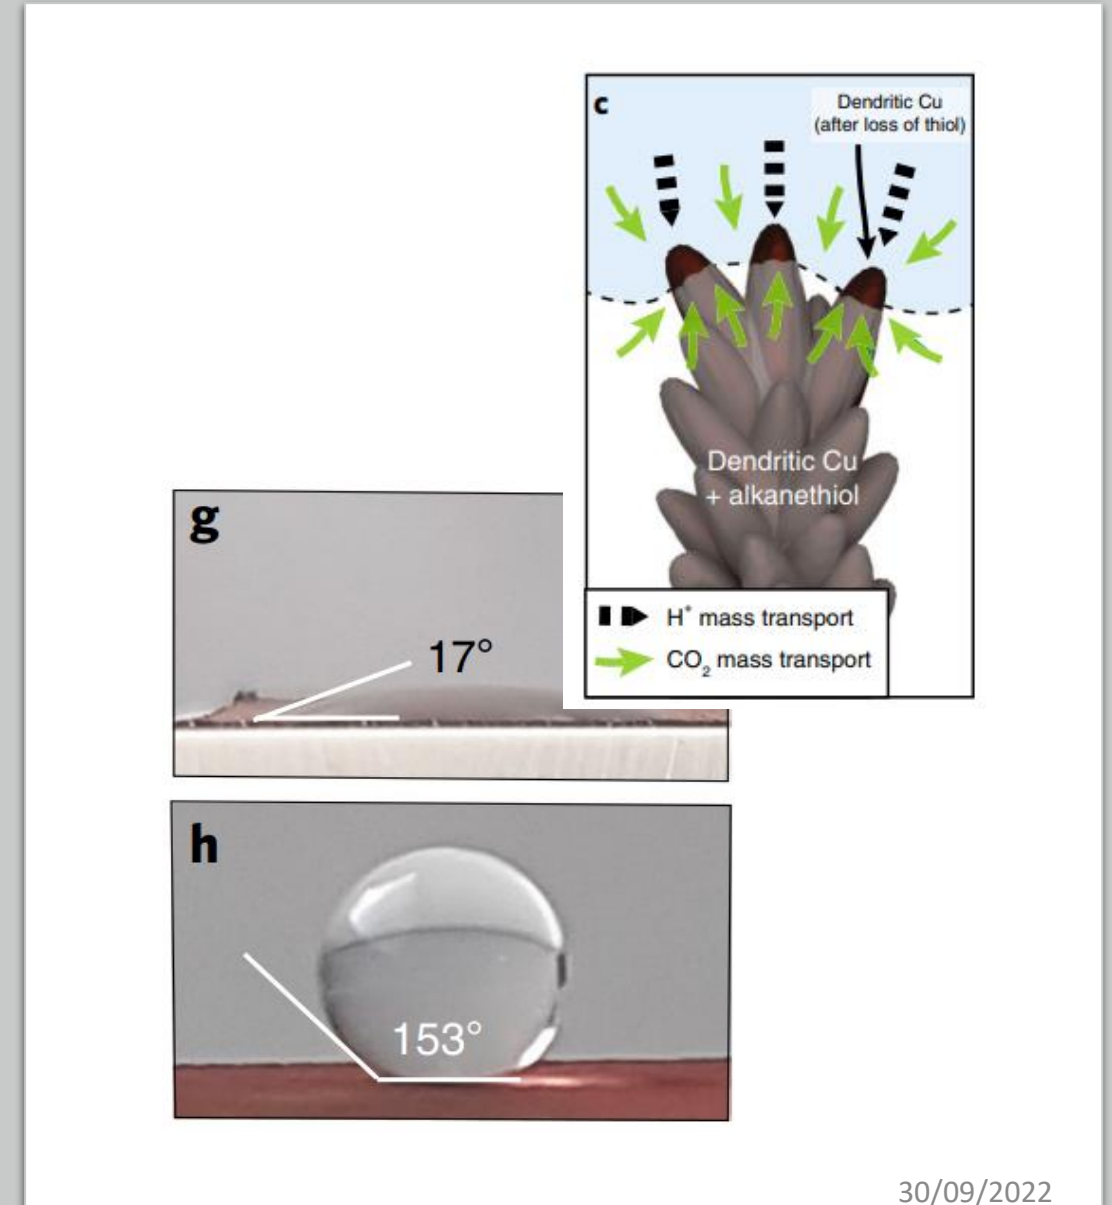 c
Dendritic Cu
(after loss of thiol)
Dendritic Cu
+ alkanethiol
H⁺ mass transport
CO₂ mass transport
g
17°
h
153°
30/09/2022